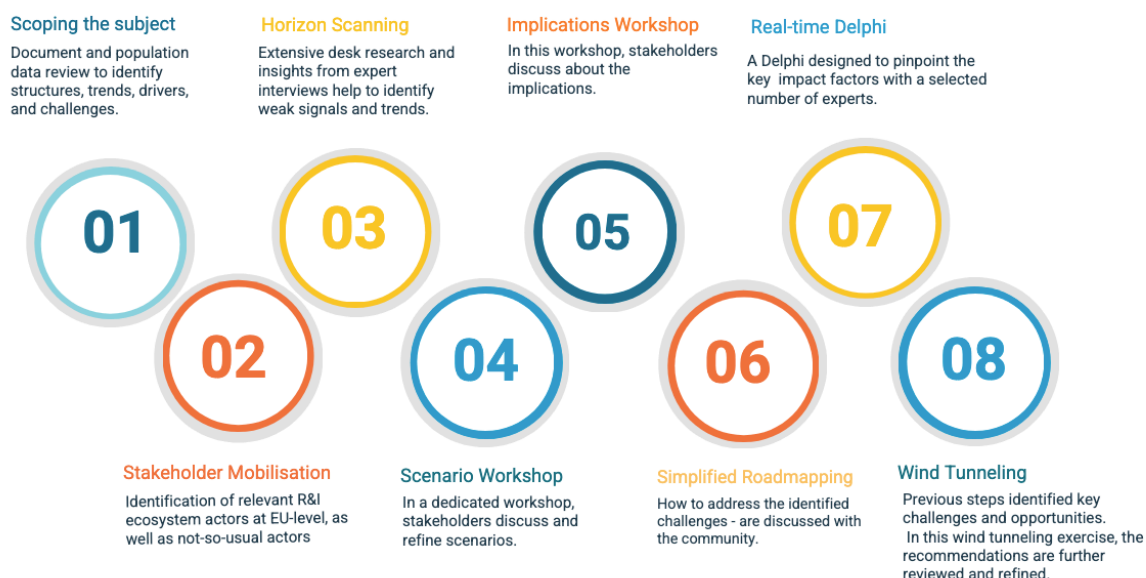 Scoping the subject
Document and population
data review to identify
structures, trends, drivers,
and challenges.
Horizon Scanning
Extensive desk research and
insights from expert
interviews help to identify
weak signals and trends.
Implications Workshop
In this workshop, stakeholders
discuss about the
implications.
Real-time Delphi
A Delphi designed to pinpoint the
key impact factors with a selected
number of experts.
01
03
05
07
02
04
06
08
Stakeholder Mobilisation
Identification of relevant R&I
ecosystem actors at EU-level, as
well as not-so-usual actors
Scenario Workshop
In a dedicated workshop,
stakeholders discuss and
refine scenarios.
Simplified Roadmapping
How to address the identified
challenges - are discussed with
the community.
Wind Tunneling
Previous steps identified key
challenges and opportunities.
In this wind tunneling exercise, the
recommendations are further
reviewed and refined.